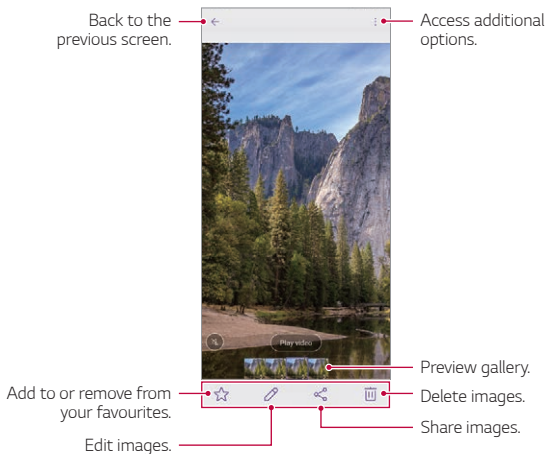 Back to the
previous screen.
Access additional
options.
Play video
Preview gallery.
Add to or remove from
your favourites.
Delete images.
Share images.
Edit images.